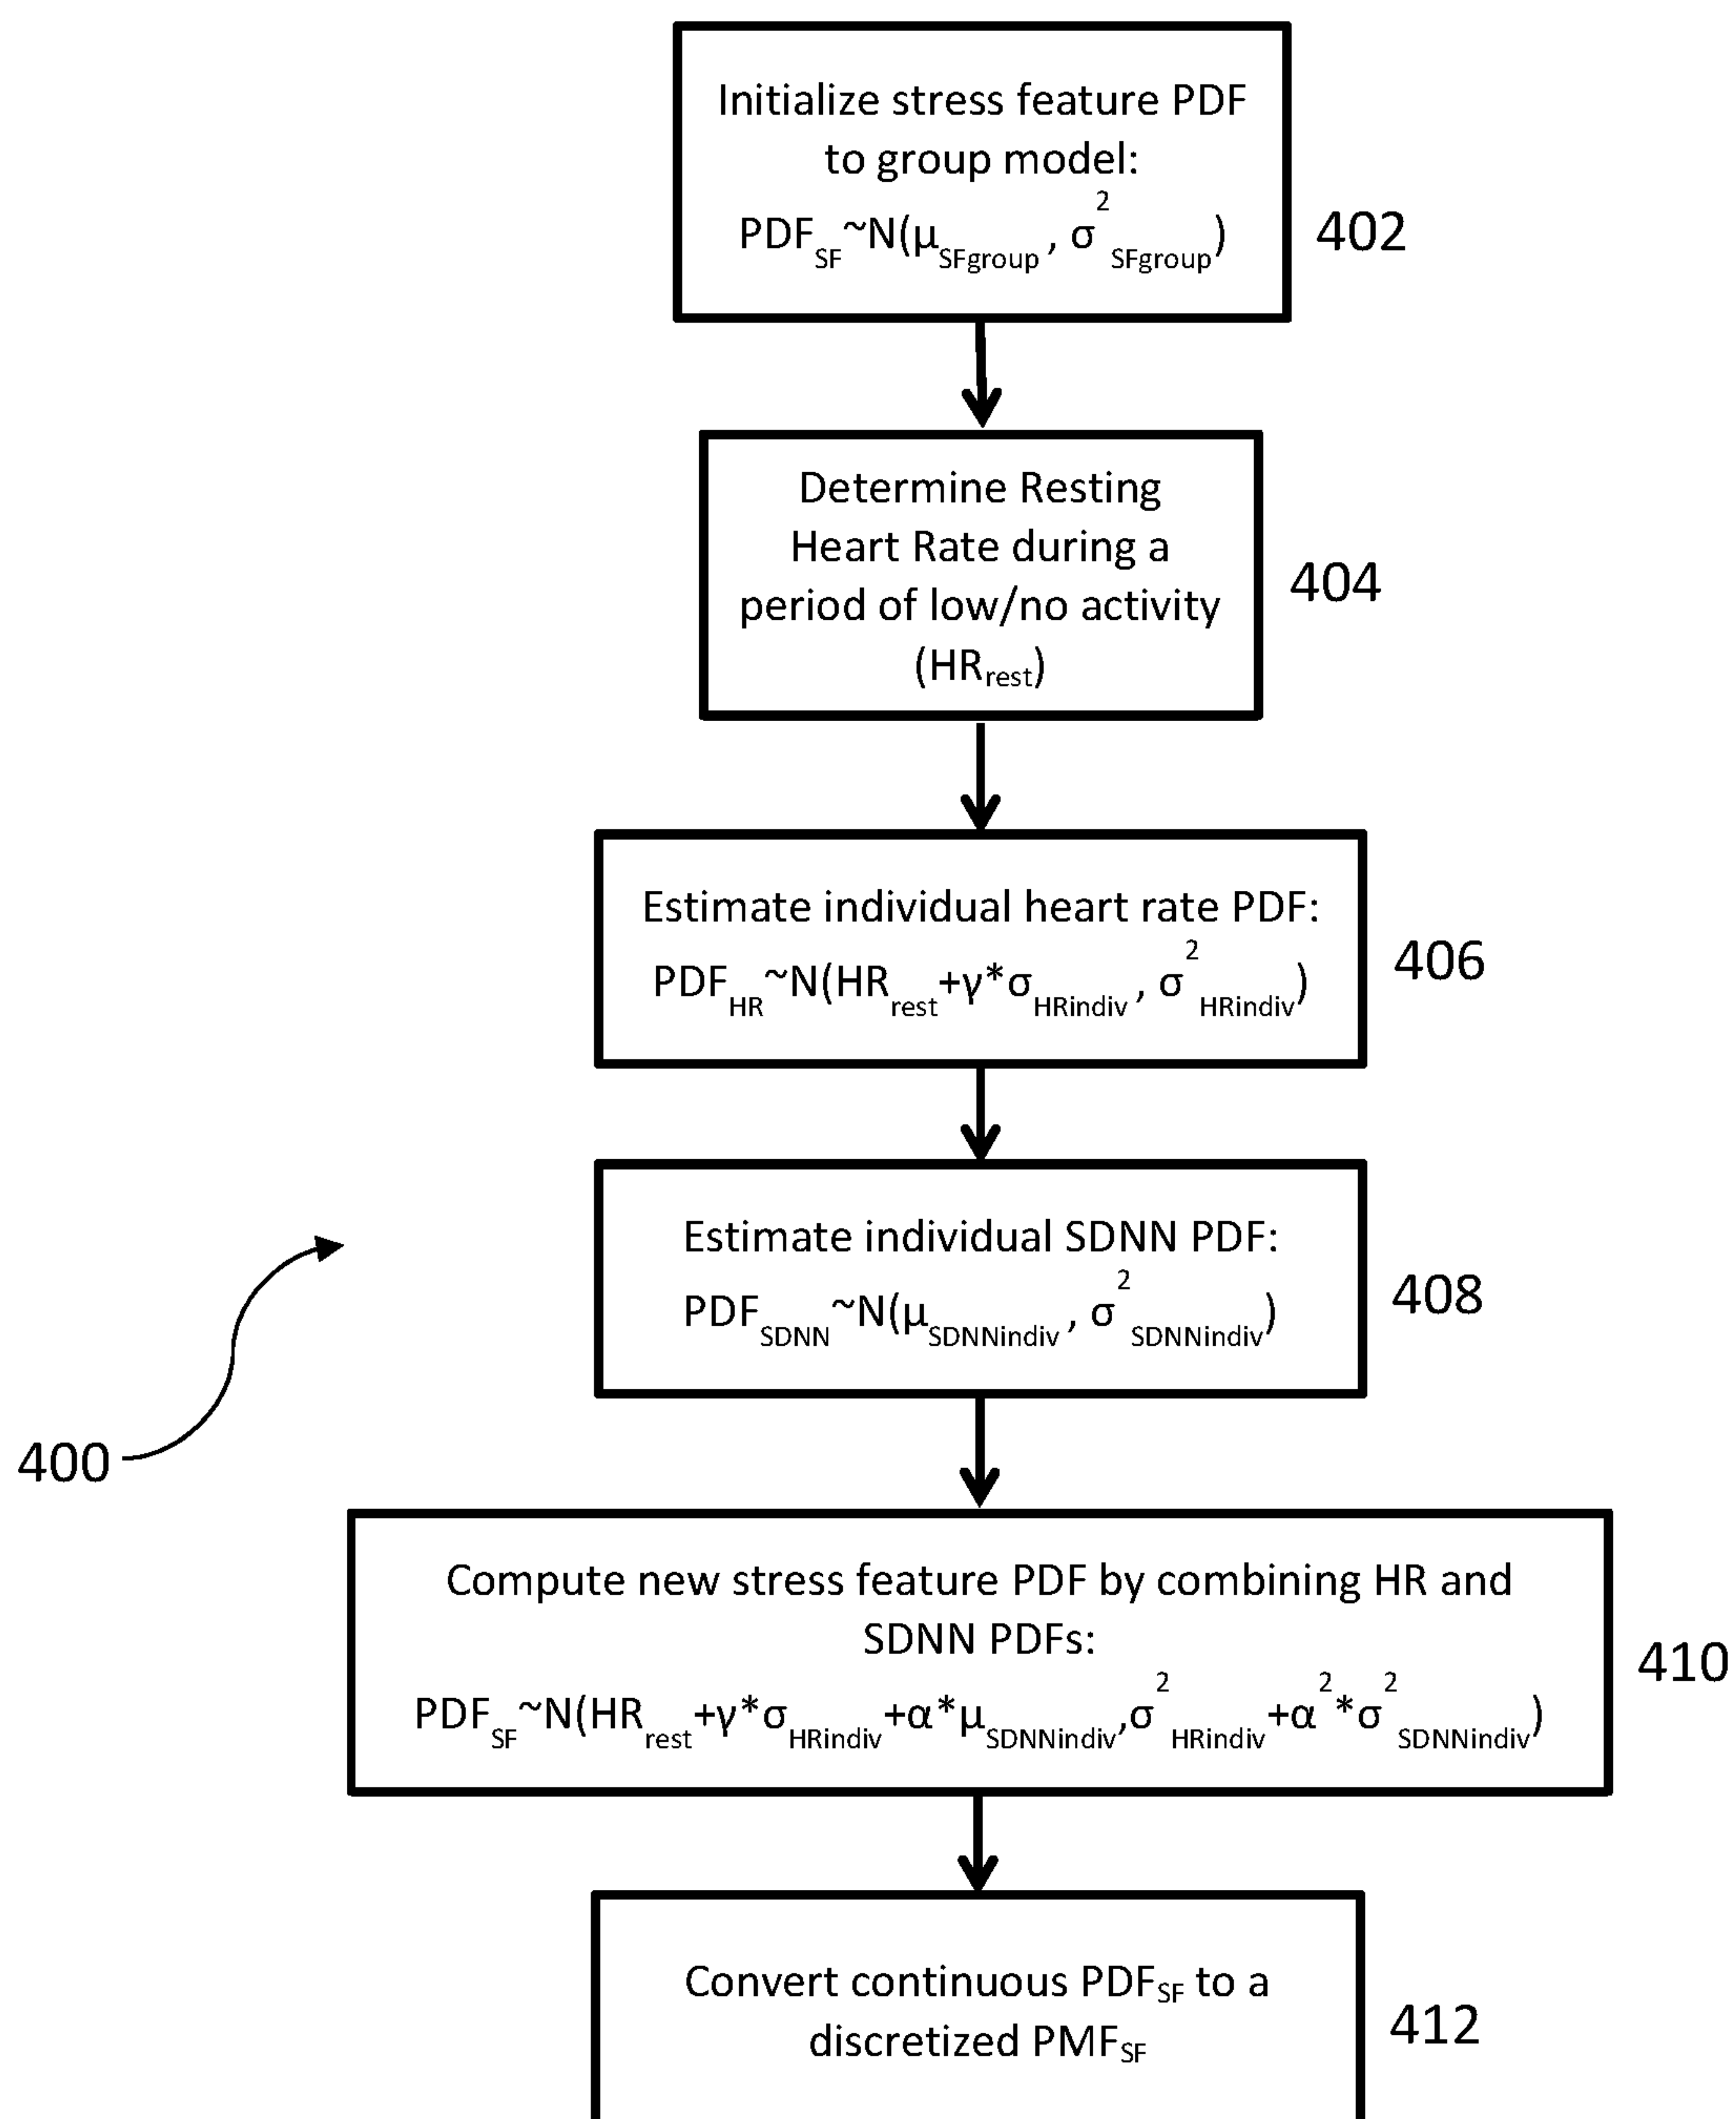 Initialize stress feature PDF
to group model:
PDF_SF~N(μ_SFgroup, σ²_SFgroup)
402
Determine Resting
Heart Rate during a
period of low/no activity
(HR_rest)
404
Estimate individual heart rate PDF:
PDF_HR~N(HR_rest+γ*σ_HRindiv, σ²_HRindiv)
406
Estimate individual SDNN PDF:
PDF_SDNN~N(μ_SDNNindiv, σ²_SDNNindiv)
408
400
Compute new stress feature PDF by combining HR and
SDNN PDFs:
PDF_SF~N(HR_rest+γ*σ_HRindiv+α*μ_SDNNindiv,σ²_HRindiv+α²*σ²_SDNNindiv)
410
Convert continuous PDF_SF to a
discretized PMF_SF
412